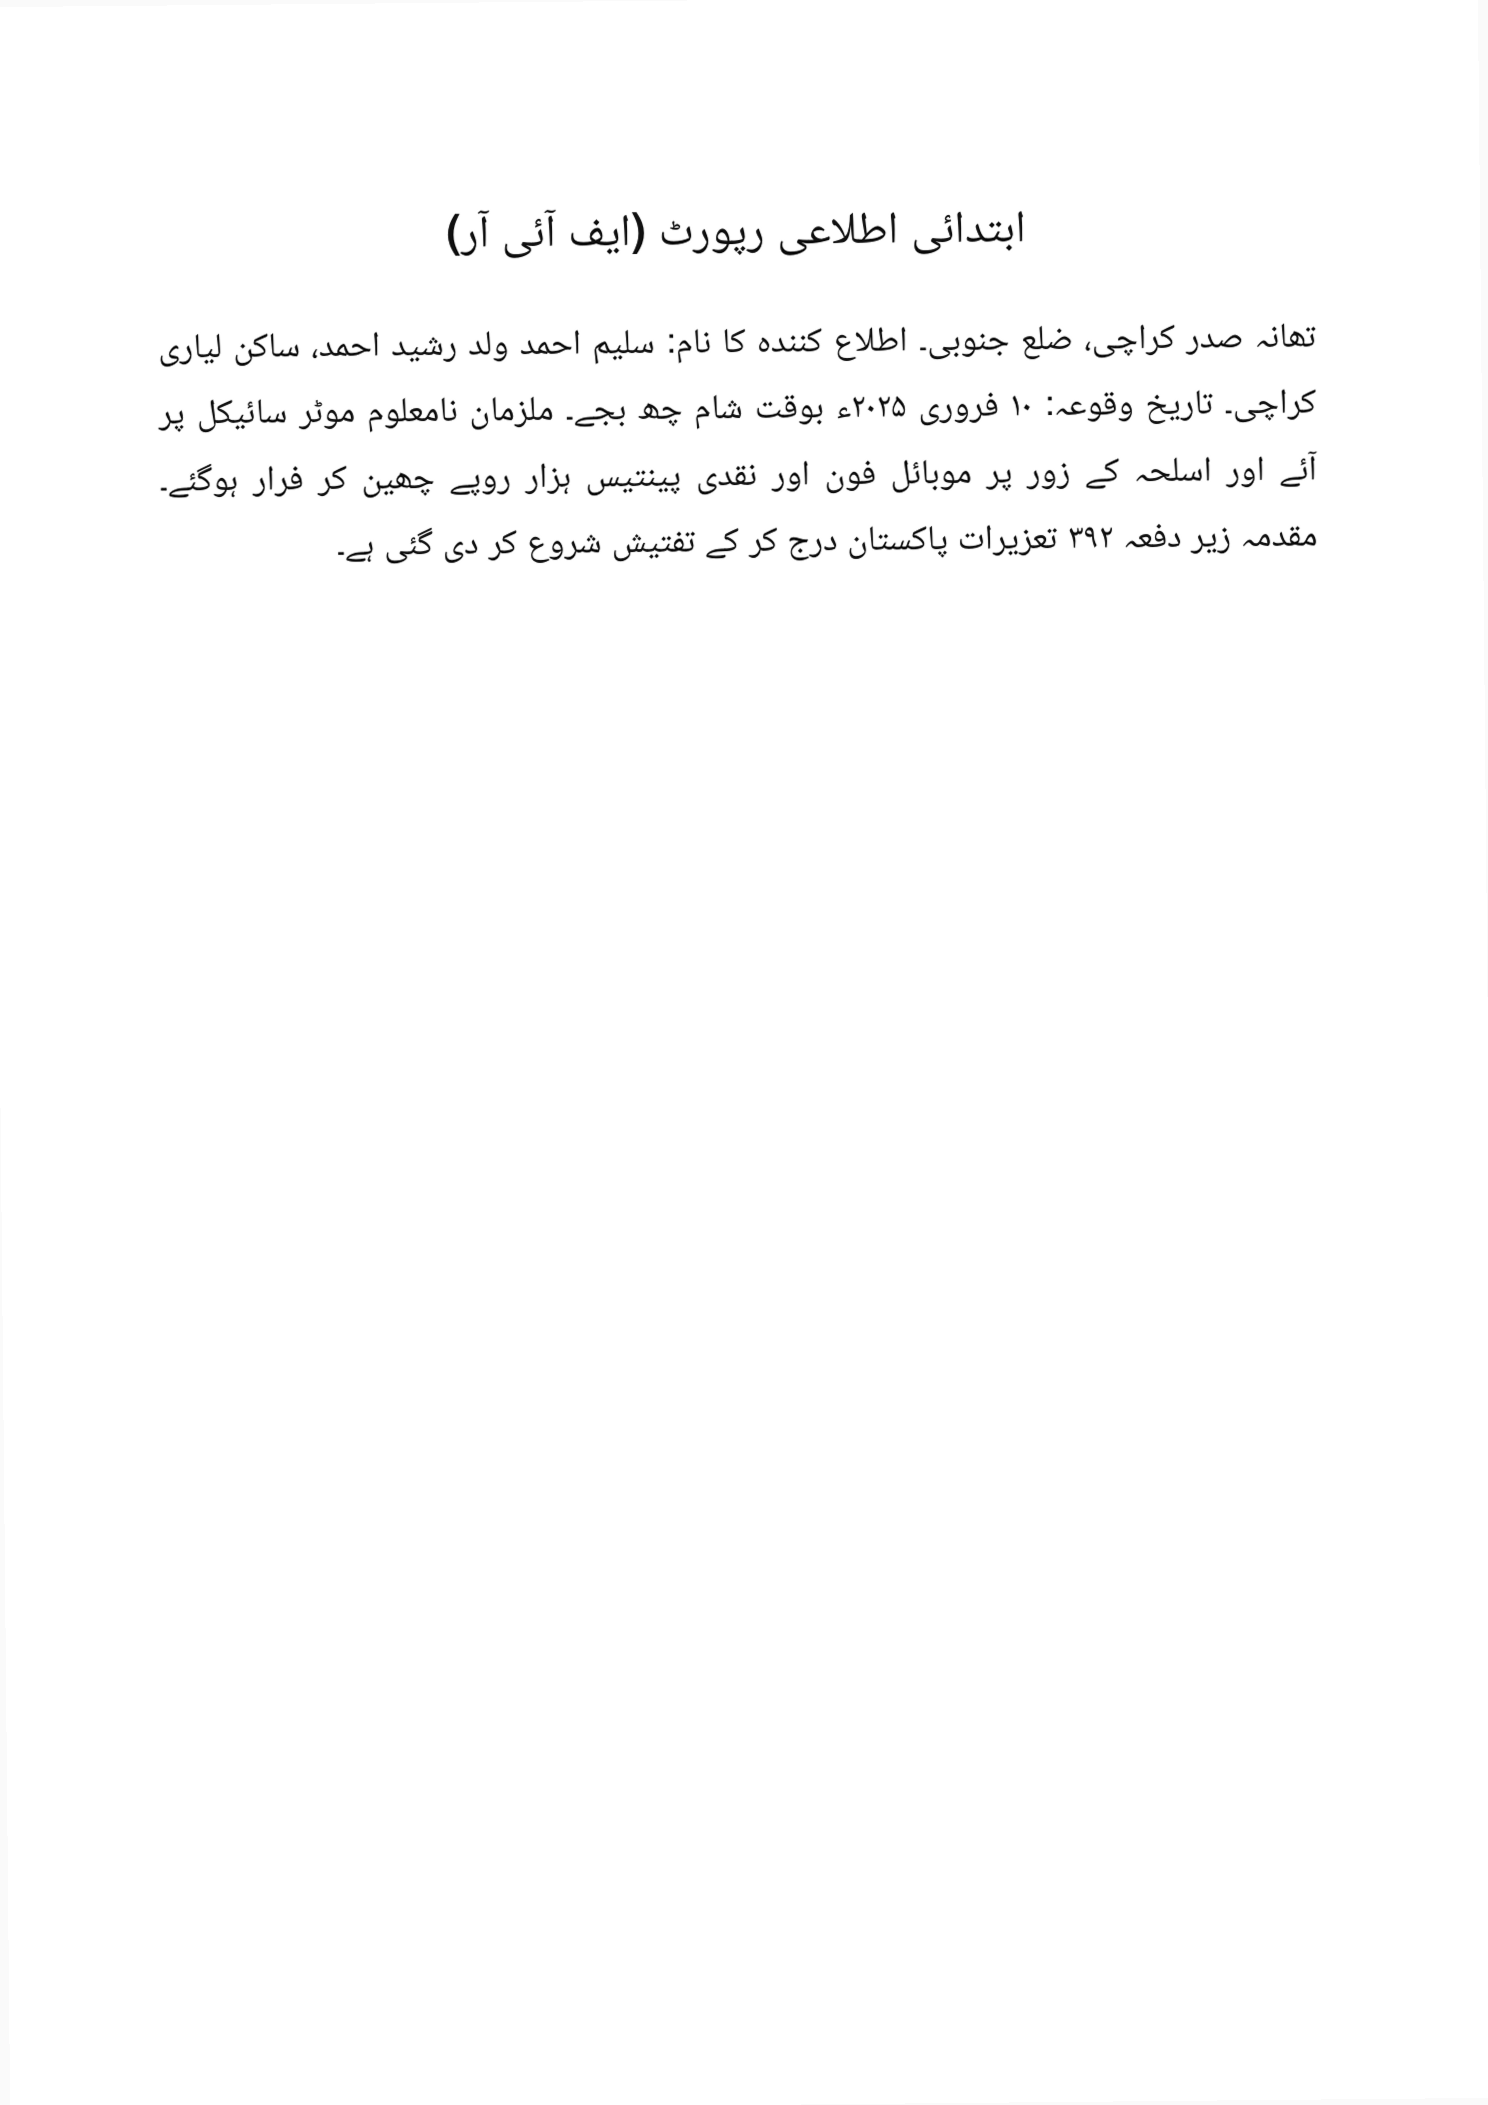 ابتدائی اطلاعی رپورٹ (ایف آئی آر)
تھانہ صدر کراچی، ضلع جنوبی۔ اطلاع کنندہ کا نام: سلیم احمد ولد رشید احمد، ساکن لیاری
کراچی۔ تاریخ وقوعہ: ۱۰ فروری ۲۰۲۵ء بوقت شام چھ بجے۔ ملزمان نامعلوم موٹر سائیکل پر
آئے اور اسلحہ کے زور پر موبائل فون اور نقدی پینتیس ہزار روپے چھین کر فرار ہوگئے۔
مقدمہ زیر دفعہ ۳۹۲ تعزیرات پاکستان درج کر کے تفتیش شروع کر دی گئی ہے۔